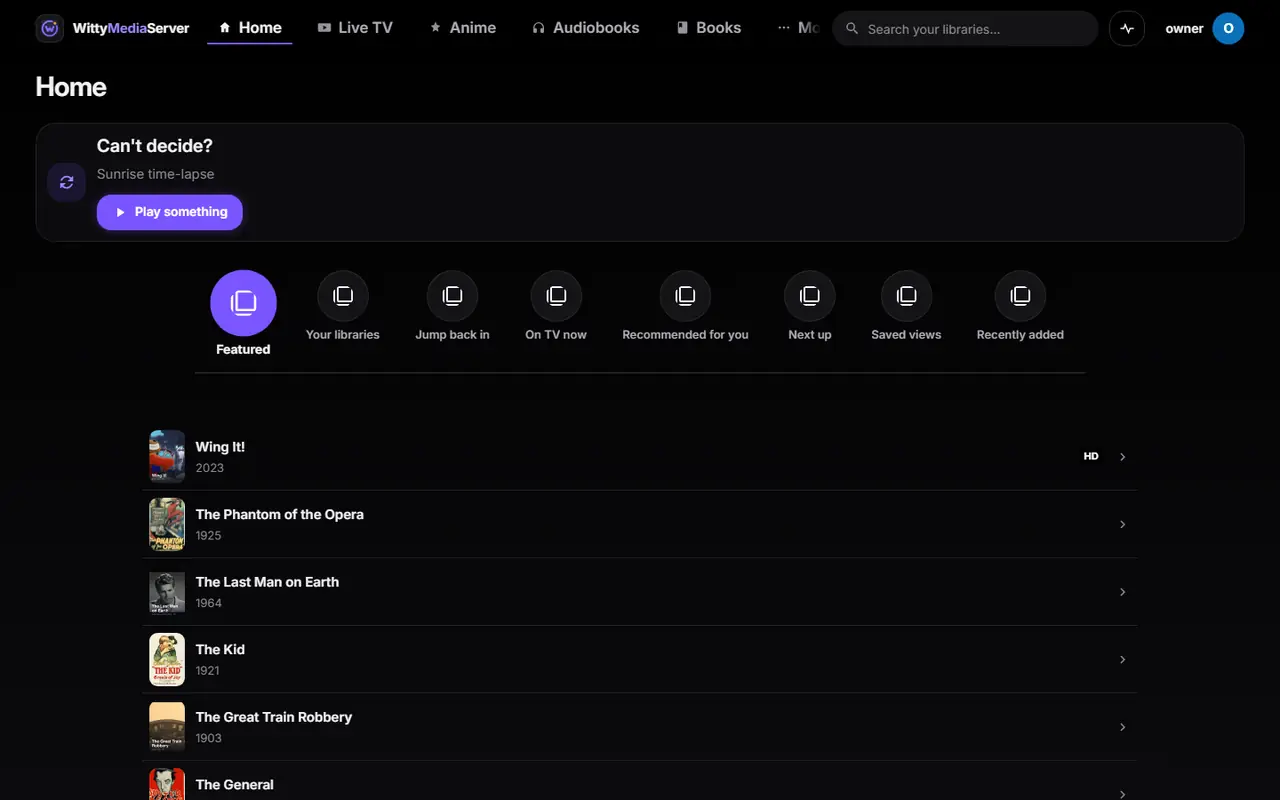 WittyMediaServer
Home
Live TV
Anime
Audiobooks
Books
Mo
Search your libraries...
owner
O
Home
Can't decide?
Sunrise time-lapse
Play something
Featured
Your libraries
Jump back in
On TV now
Recommended for you
Next up
Saved views
Recently added
Wing It!
2023
HD
The Phantom of the Opera
1925
The Last Man on Earth
1964
The Kid
1921
THE KID
The Great Train Robbery
1903
The General